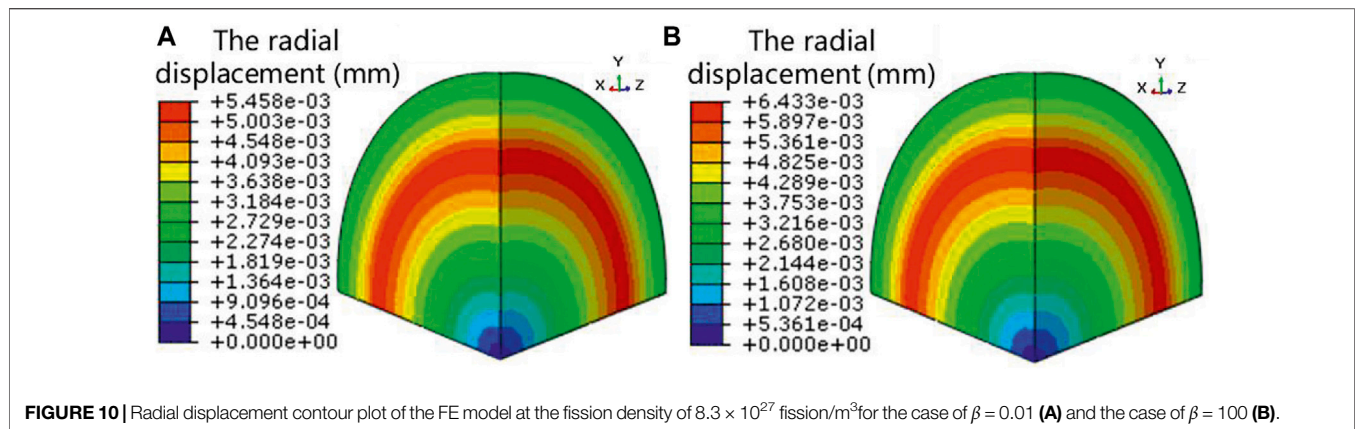 A
The radial
displacement (mm)
+5.458e-03
+5.003e-03
+4.548e-03
+4.093e-03
+3.638e-03
+3.184e-03
+2.729e-03
+2.274e-03
+1.819e-03
+1.364e-03
+9.096e-04
+4.548e-04
+0.000e+00
Y
X Z
B
The radial
displacement (mm)
+6.433e-03
+5.897e-03
+5.361e-03
+4.825e-03
+4.289e-03
+3.753e-03
+3.216e-03
+2.680e-03
+2.144e-03
+1.608e-03
+1.072e-03
+5.361e-04
+0.000e+00
Y
X Z
FIGURE 10 | Radial displacement contour plot of the FE model at the fission density of 8.3 × 10²⁷ fission/m³for the case of β = 0.01 (A) and the case of β = 100 (B).